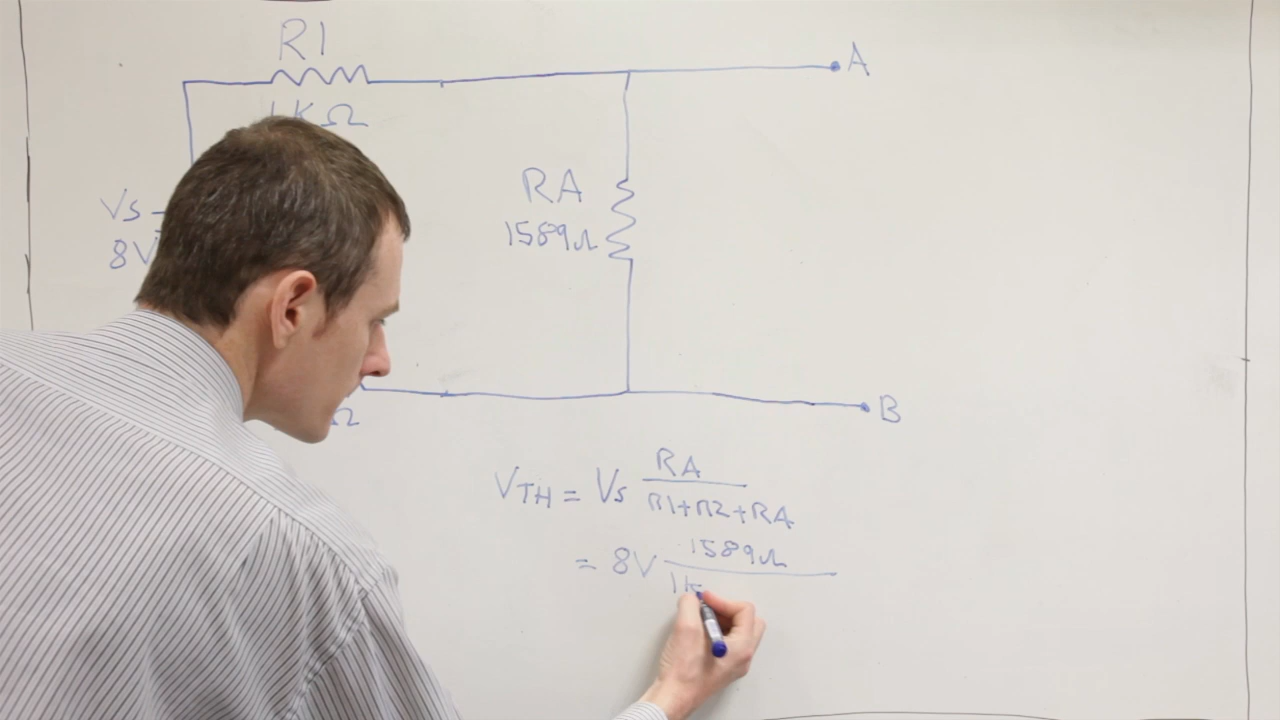 R1
1KΩ
A
RA
1589Ω
Vs
8V
Ω
B
VTH = Vs RA
R1+R2+RA
= 8V 1589Ω
1k